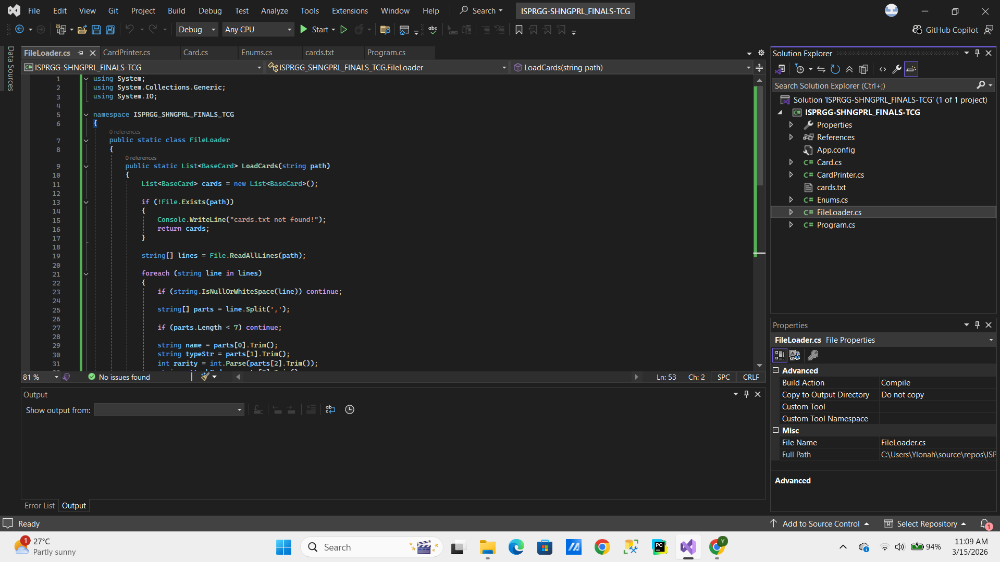 File Edit View Git Project Build Debug Test Analyze Tools Extensions Window Help Search ISPRGG-SHNGPRL_FINALS-TCG
Debug Any CPU Start GitHub Copilot
Data Sources
FileLoader.cs CardPrinter.cs Card.cs Enums.cs cards.txt Program.cs
ISPRGG-SHNGPRL_FINALS-TCG ISPRGG_SHNGPRL_FINALS_TCG.FileLoader LoadCards(string path)
1 using System;
2 using System.Collections.Generic;
3 using System.IO;
4
5 namespace ISPRGG_SHNGPRL_FINALS_TCG
6 {
0 references
7 public static class FileLoader
8 {
0 references
9 public static List<BaseCard> LoadCards(string path)
10 {
11 List<BaseCard> cards = new List<BaseCard>();
12
13 if (!File.Exists(path))
14 {
15 Console.WriteLine("cards.txt not found!");
16 return cards;
17 }
18
19 string[] lines = File.ReadAllLines(path);
20
21 foreach (string line in lines)
22 {
23 if (string.IsNullOrWhiteSpace(line)) continue;
24
25 string[] parts = line.Split(',');
26
27 if (parts.Length < 7) continue;
28
29 string name = parts[0].Trim();
30 string typeStr = parts[1].Trim();
31 int rarity = int.Parse(parts[2].Trim());
81 % No issues found Ln: 53 Ch: 2 SPC CRLF
Output
Show output from:
Error List Output
Solution Explorer
Search Solution Explorer (Ctrl+;)
Solution 'ISPRGG-SHNGPRL_FINALS-TCG' (1 of 1 project)
C# ISPRGG-SHNGPRL_FINALS-TCG
Properties
References
App.config
C# Card.cs
C# CardPrinter.cs
cards.txt
C# Enums.cs
C# FileLoader.cs
C# Program.cs
Properties
FileLoader.cs File Properties
Advanced
Build Action Compile
Copy to Output Directory Do not copy
Custom Tool
Custom Tool Namespace
Misc
File Name FileLoader.cs
Full Path C:\Users\Ylonah\source\repos\ISP
Advanced
Ready Add to Source Control Select Repository 1
1 27°C
Partly sunny
Search
PC
Y
94%
11:09 AM
3/15/2026